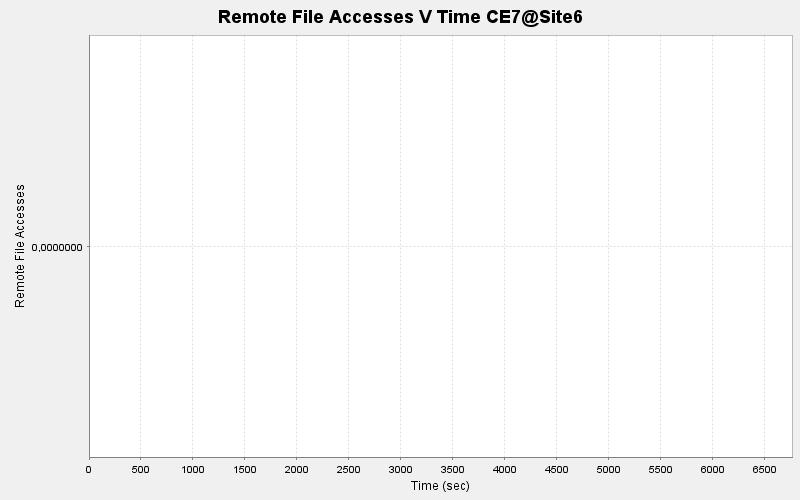 Remote File Accesses V Time CE7@Site6
Remote File Accesses
0,0000000
0 500 1000 1500 2000 2500 3000 3500 4000 4500 5000 5500 6000 6500
Time (sec)